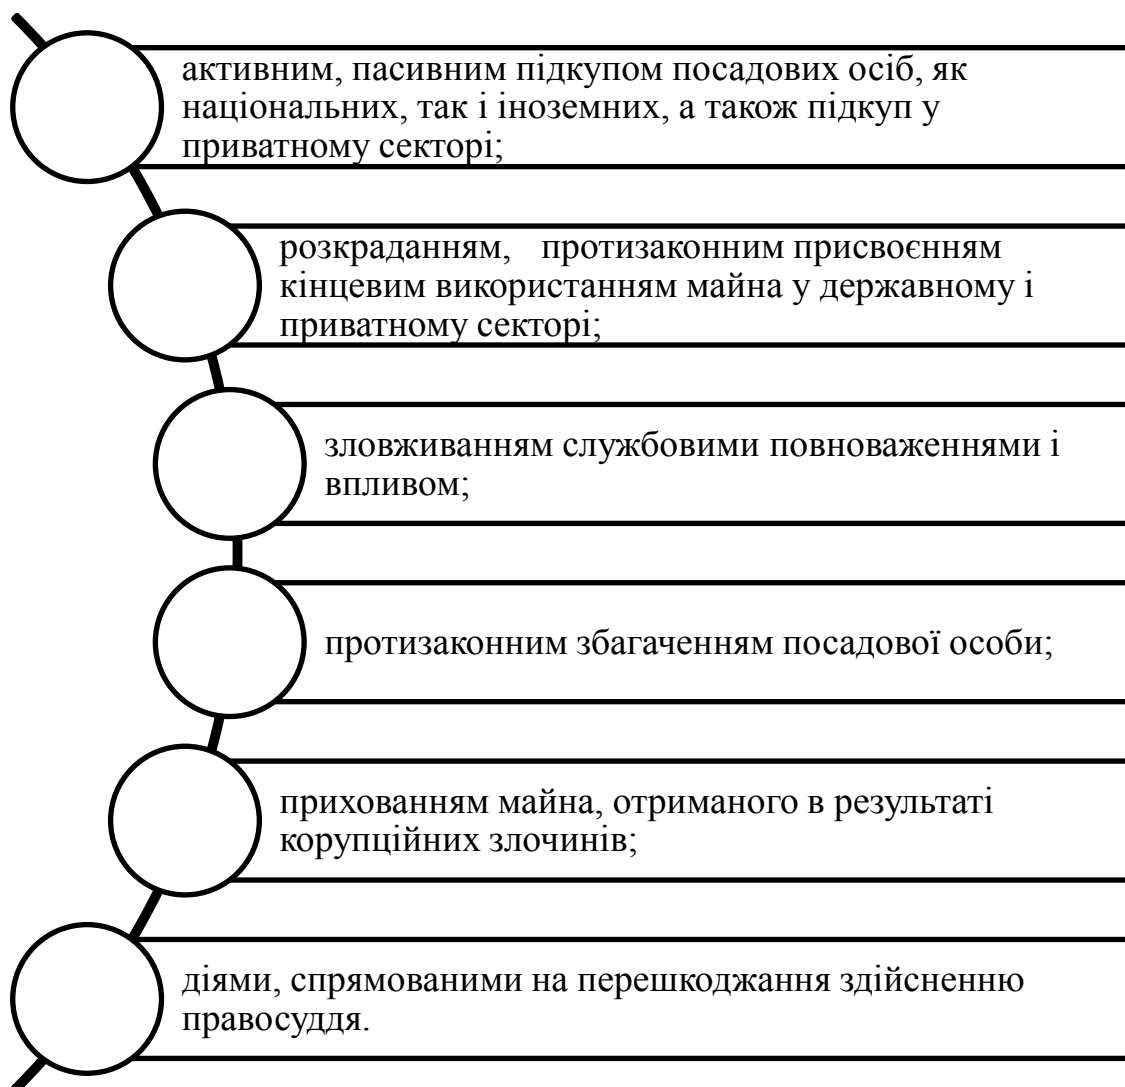 активним, пасивним підкупом посадових осіб, як
національних, так і іноземних, а також підкуп у
приватному секторі;
розкраданням, протизаконним присвоєнням
кінцевим використанням майна у державному і
приватному секторі;
зловживанням службовими повноваженнями і
впливом;
протизаконним збагаченням посадової особи;
прихованням майна, отриманого в результаті
корупційних злочинів;
діями, спрямованими на перешкоджання здійсненню
правосуддя.